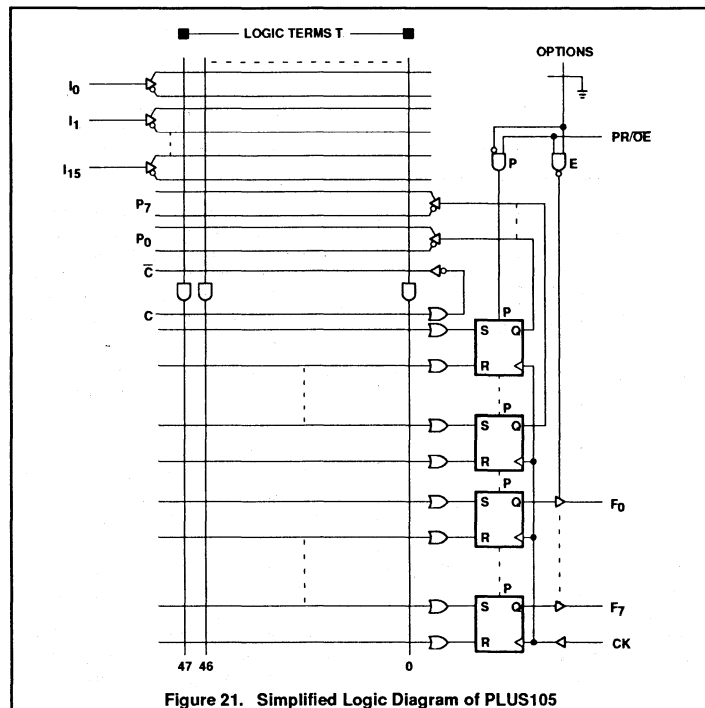 LOGIC TERMS T
OPTIONS
I0
I1
PR/O̅E̅
P E
I15
P7
P0
C̅
C
P
S Q
R
P
S Q
R
P
S Q F0
R
P
S Q F7
R CK
47 46 0
Figure 21. Simplified Logic Diagram of PLUS105